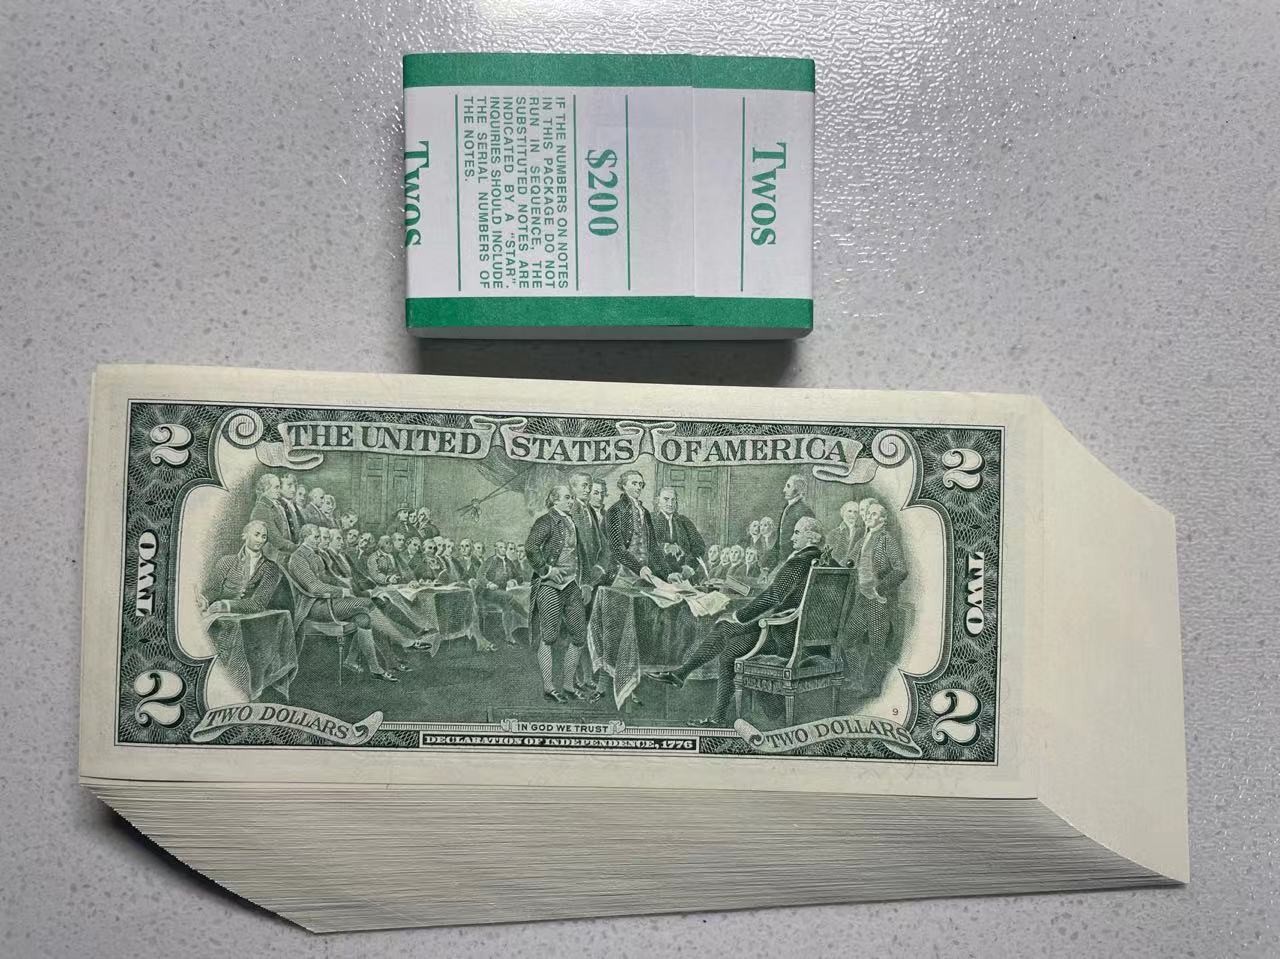 Twos
$200
IF THE NUMBERS ON NOTES
IN THIS PACKAGE DO NOT
RUN IN SEQUENCE, THE
SUBSTITUTED NOTES ARE
INDICATED BY A "STAR".
INQUIRIES SHOULD INCLUDE
THE SERIAL NUMBERS OF
THE NOTES.
Twos
2
THE UNITED STATES OF AMERICA
2
TWO
TWO
2
TWO DOLLARS
IN GOD WE TRUST
DECLARATION OF INDEPENDENCE, 1776
TWO DOLLARS
9
2